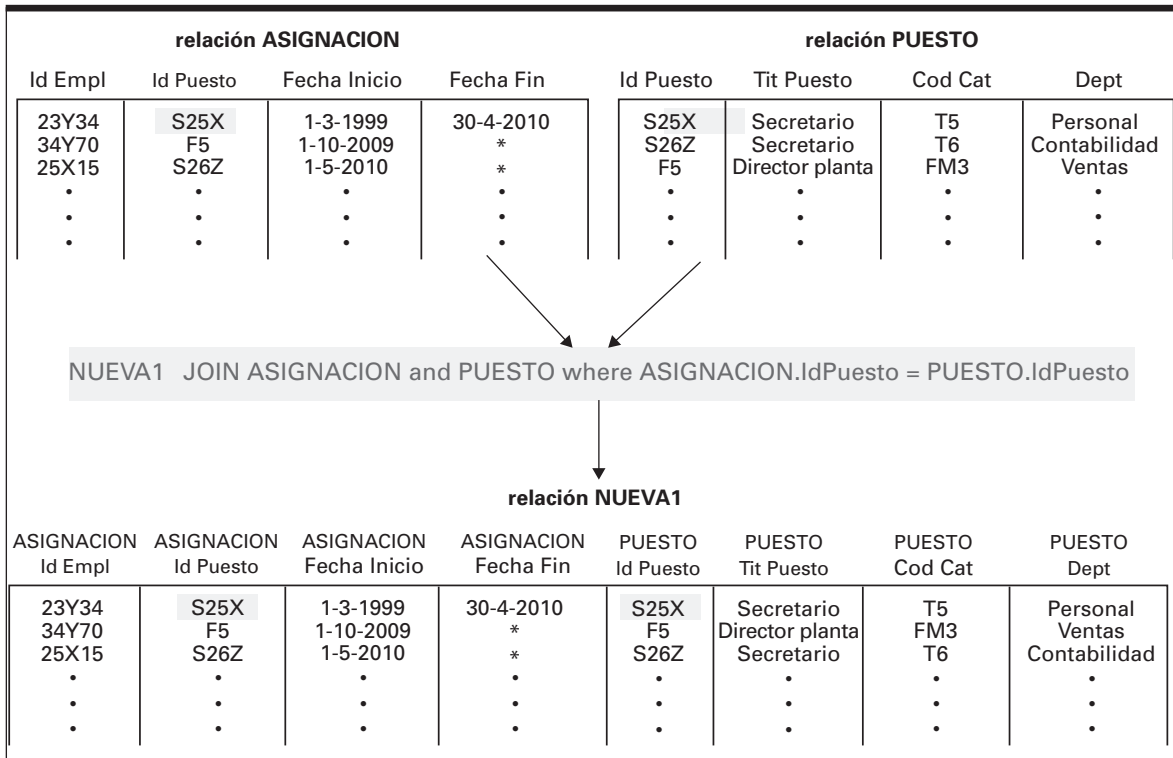 relación ASIGNACION relación PUESTO
Id Empl Id Puesto Fecha Inicio Fecha Fin Id Puesto Tit Puesto Cod Cat Dept
23Y34 S25X 1-3-1999 30-4-2010 S25X Secretario T5 Personal
34Y70 F5 1-10-2009 * S26Z Secretario T6 Contabilidad
25X15 S26Z 1-5-2010 * F5 Director planta FM3 Ventas
NUEVA1 JOIN ASIGNACION and PUESTO where ASIGNACION.IdPuesto = PUESTO.IdPuesto
relación NUEVA1
ASIGNACION ASIGNACION ASIGNACION ASIGNACION PUESTO PUESTO PUESTO PUESTO
Id Empl Id Puesto Fecha Inicio Fecha Fin Id Puesto Tit Puesto Cod Cat Dept
23Y34 S25X 1-3-1999 30-4-2010 S25X Secretario T5 Personal
34Y70 F5 1-10-2009 * F5 Director planta FM3 Ventas
25X15 S26Z 1-5-2010 * S26Z Secretario T6 Contabilidad